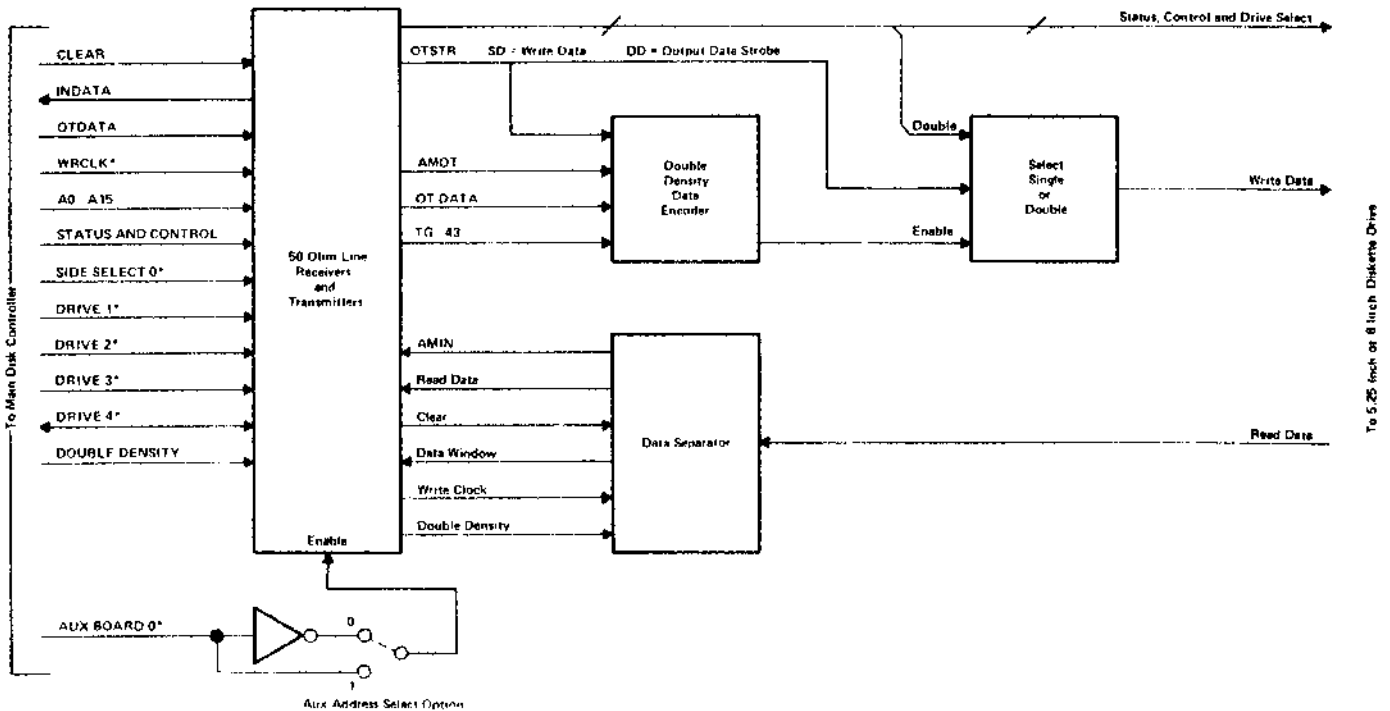 Status, Control and Drive Select
CLEAR
OTSTR
SD = Write Data
DD = Output Data Strobe
INDATA
OTDATA
Double
WRCLK*
AMOT
Double
Density
Data
Encoder
Select
Single
or
Double
Write Data
A0 A15
OT DATA
STATUS AND CONTROL
TG 43
Enable
50 Ohm Line
Receivers
and
Transmitters
SIDE SELECT 0*
DRIVE 1*
DRIVE 2*
AMIN
DRIVE 3*
Read Data
DRIVE 4*
Clear
Data Separator
Read Data
DOUBLE DENSITY
Data Window
Write Clock
Double Density
Enable
AUX BOARD 0*
0
1
Aux Address Select Option
To Main Disk Controller
To 5.25 Inch or 8 Inch Diskette Drive